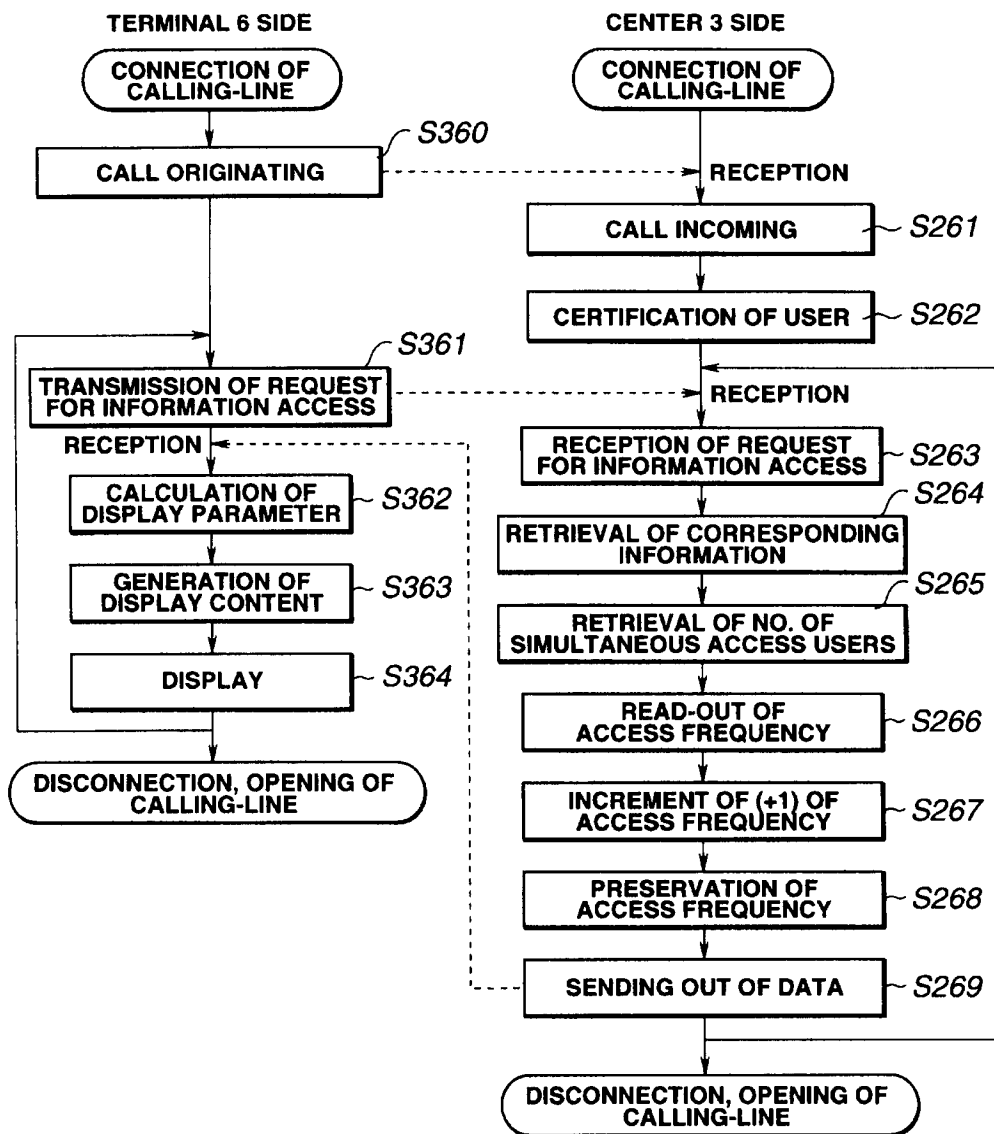 TERMINAL 6 SIDE
CONNECTION OF
CALLING-LINE
S360
CALL ORIGINATING
S361
TRANSMISSION OF REQUEST
FOR INFORMATION ACCESS
RECEPTION
CALCULATION OF
DISPLAY PARAMETER
S362
GENERATION OF
DISPLAY CONTENT
S363
DISPLAY
S364
DISCONNECTION, OPENING OF
CALLING-LINE
CENTER 3 SIDE
CONNECTION OF
CALLING-LINE
RECEPTION
CALL INCOMING
S261
CERTIFICATION OF USER
S262
RECEPTION
RECEPTION OF REQUEST
FOR INFORMATION ACCESS
S263
S264
RETRIEVAL OF CORRESPONDING
INFORMATION
S265
RETRIEVAL OF NO. OF
SIMULTANEOUS ACCESS USERS
READ-OUT OF
ACCESS FREQUENCY
S266
INCREMENT OF (+1) OF
ACCESS FREQUENCY
S267
PRESERVATION OF
ACCESS FREQUENCY
S268
SENDING OUT OF DATA
S269
DISCONNECTION, OPENING OF
CALLING-LINE